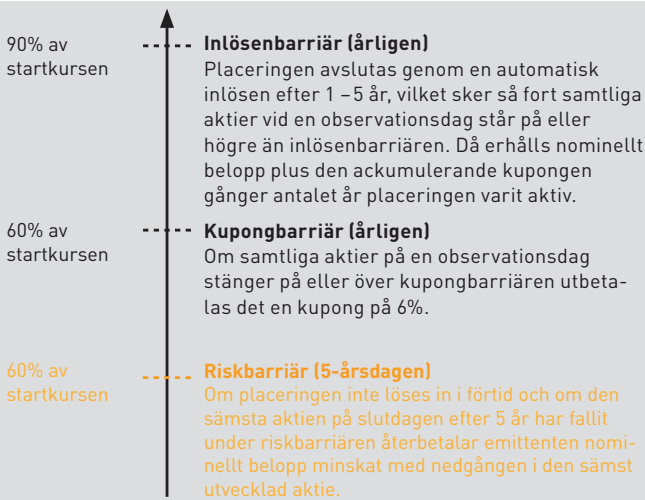 90% av
startkursen
Inlösenbarriär (årligen)
Placeringen avslutas genom en automatisk
inlösen efter 1 – 5 år, vilket sker så fort samtliga
aktier vid en observationsdag står på eller
högre än inlösenbarriären. Då erhålls nominellt
belopp plus den ackumulerande kupongen
gånger antalet år placeringen varit aktiv.
60% av
startkursen
Kupongbarriär (årligen)
Om samtliga aktier på en observationsdag
stänger på eller över kupongbarriären utbeta-
las det en kupong på 6%.
60% av
startkursen
Riskbarriär (5-årsdagen)
Om placeringen inte löses in i förtid och om den
sämsta aktien på slutdagen efter 5 år har fallit
under riskbarriären återbetalar emittenten nomi-
nellt belopp minskat med nedgången i den sämst
utvecklad aktie.